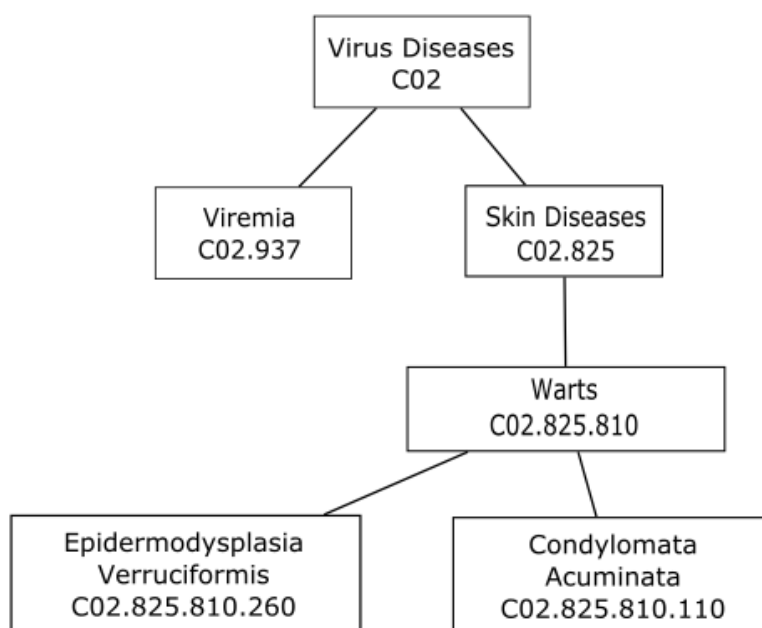 Virus Diseases
C02
Viremia
C02.937
Skin Diseases
C02.825
Warts
C02.825.810
Epidermodysplasia
Verruciformis
C02.825.810.260
Condylomata
Acuminata
C02.825.810.110